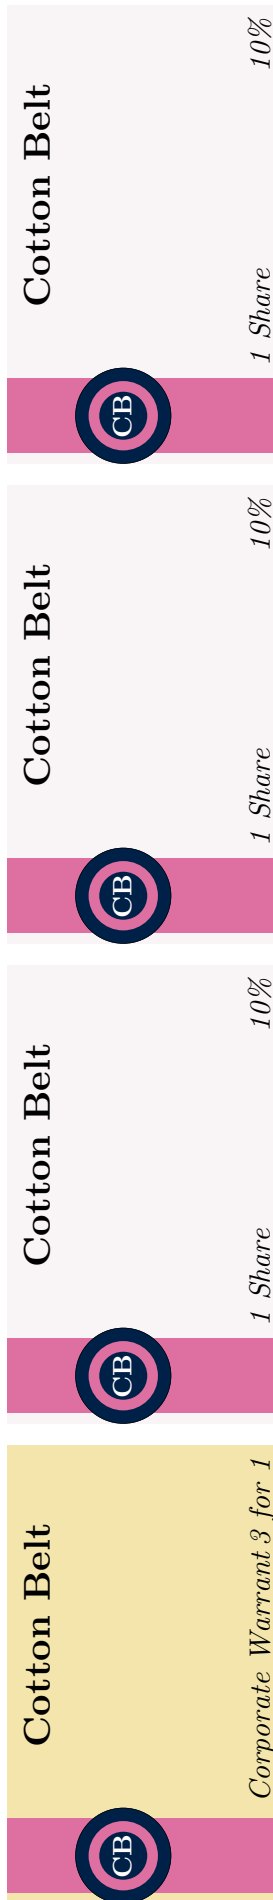 Cotton Belt
CB
1 Share 10%
Cotton Belt
CB
1 Share 10%
Cotton Belt
CB
1 Share 10%
Cotton Belt
CB
Corporate Warrant 3 for 1